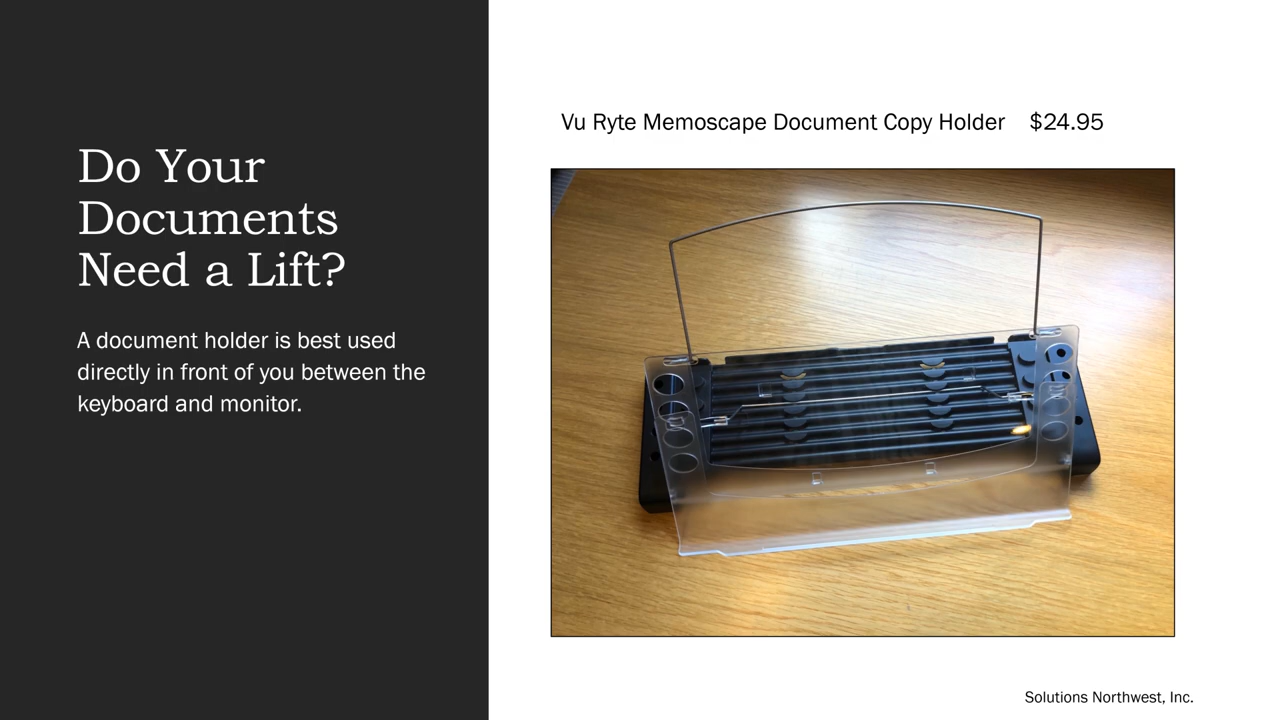 Do Your
Documents
Need a Lift?
A document holder is best used
directly in front of you between the
keyboard and monitor.
Vu Ryte Memoscape Document Copy Holder $24.95
Solutions Northwest, Inc.